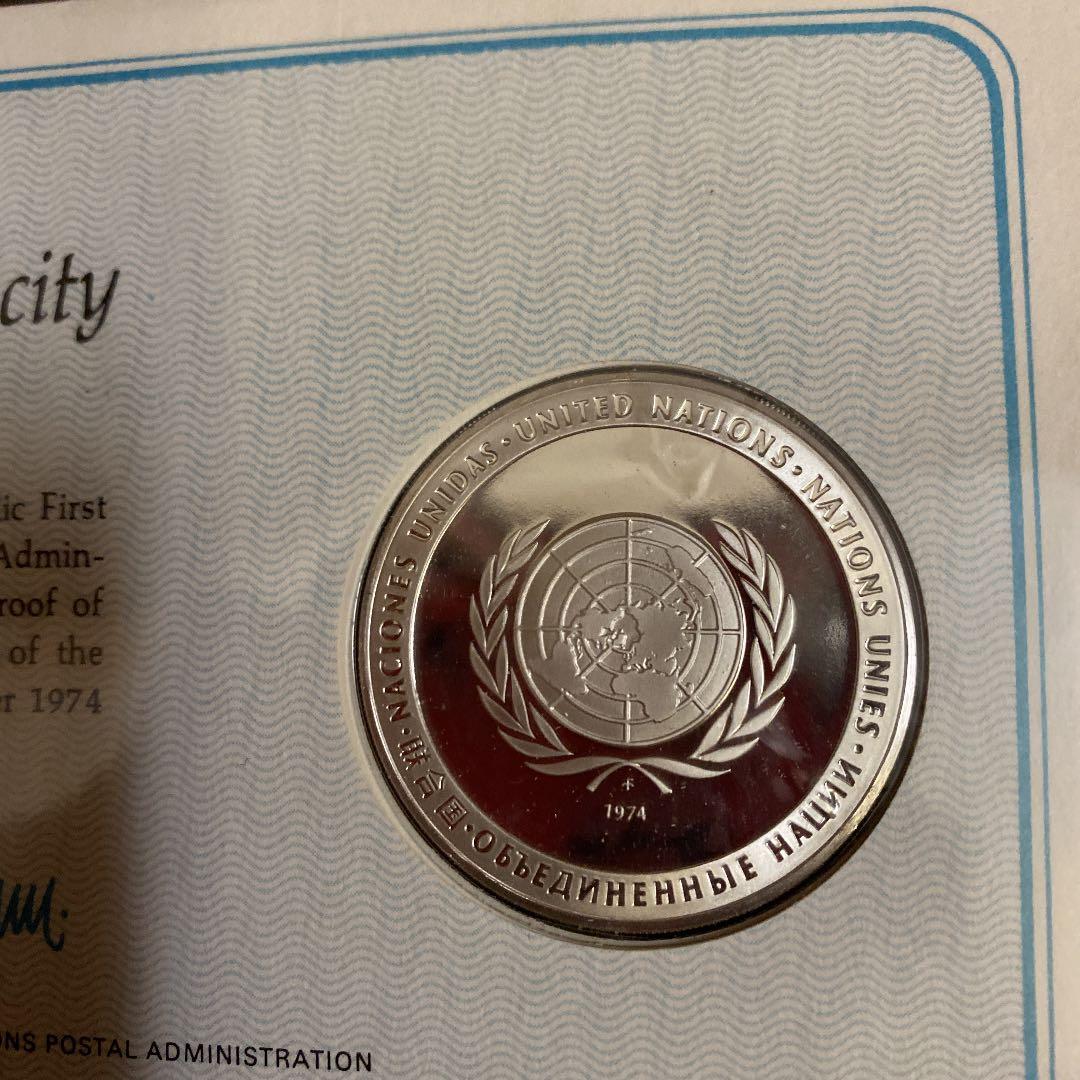 city
ic First
Admin-
roof of
of the
r 1974
NS POSTAL ADMINISTRATION
· UNITED NATIONS · NATIONS UNIES · ОБЪЕДИНЕННЫЕ НАЦИИ · 联合国 · NACIONES UNIDAS
1974